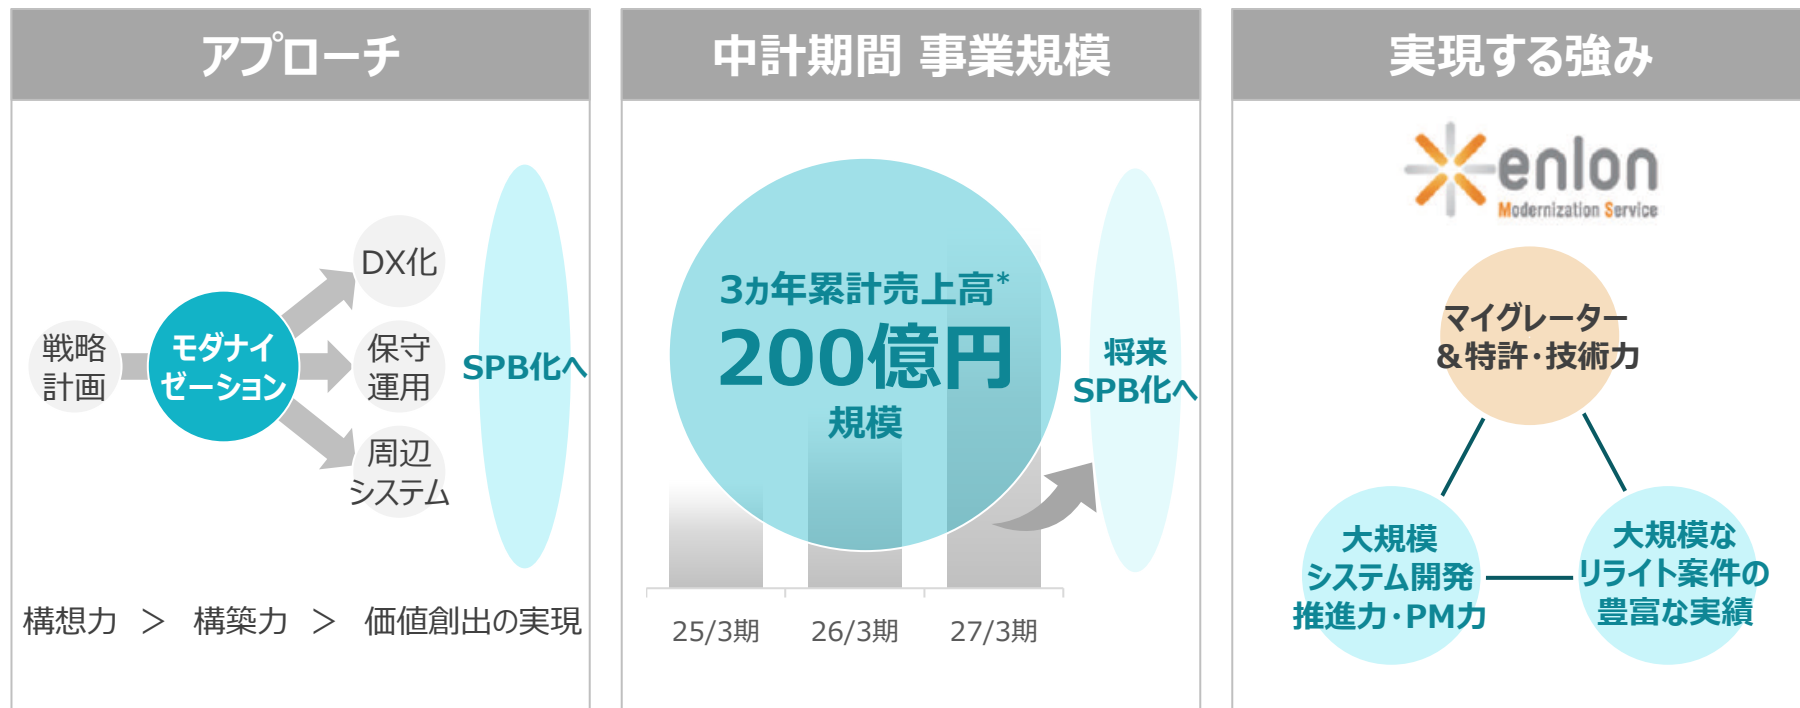 アプローチ
戦略
計画
モダナイ
ゼーション
DX化
保守
運用
周辺
システム
SPB化へ
構想力 ＞ 構築力 ＞ 価値創出の実現
中計期間 事業規模
3ヵ年累計売上高*
200億円
規模
将来
SPB化へ
25/3期
26/3期
27/3期
実現する強み
Xenlon
Modernization Service
マイグレーター
＆特許・技術力
大規模
システム開発
推進力・PM力
大規模な
リライト案件の
豊富な実績